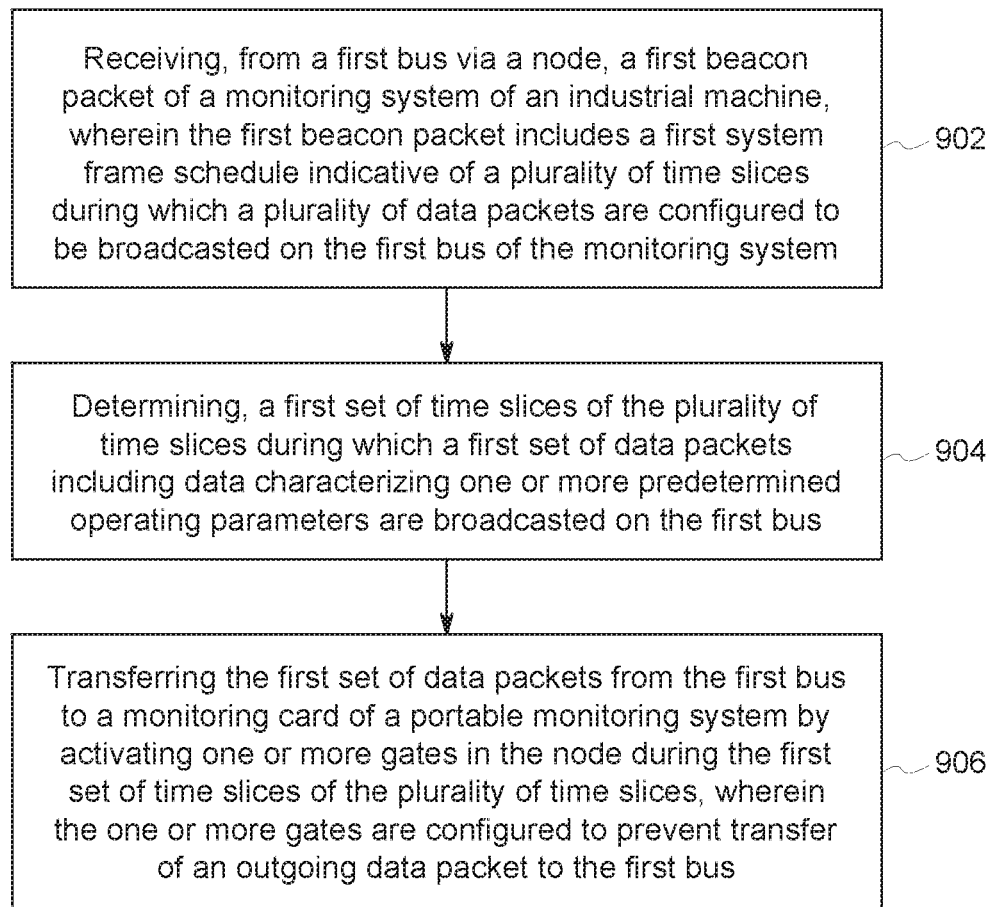 Receiving, from a first bus via a node, a first beacon
packet of a monitoring system of an industrial machine,
wherein the first beacon packet includes a first system
frame schedule indicative of a plurality of time slices
during which a plurality of data packets are configured to
be broadcasted on the first bus of the monitoring system
902
Determining, a first set of time slices of the plurality of
time slices during which a first set of data packets
including data characterizing one or more predetermined
operating parameters are broadcasted on the first bus
904
Transferring the first set of data packets from the first bus
to a monitoring card of a portable monitoring system by
activating one or more gates in the node during the first
set of time slices of the plurality of time slices, wherein
the one or more gates are configured to prevent transfer
of an outgoing data packet to the first bus
906